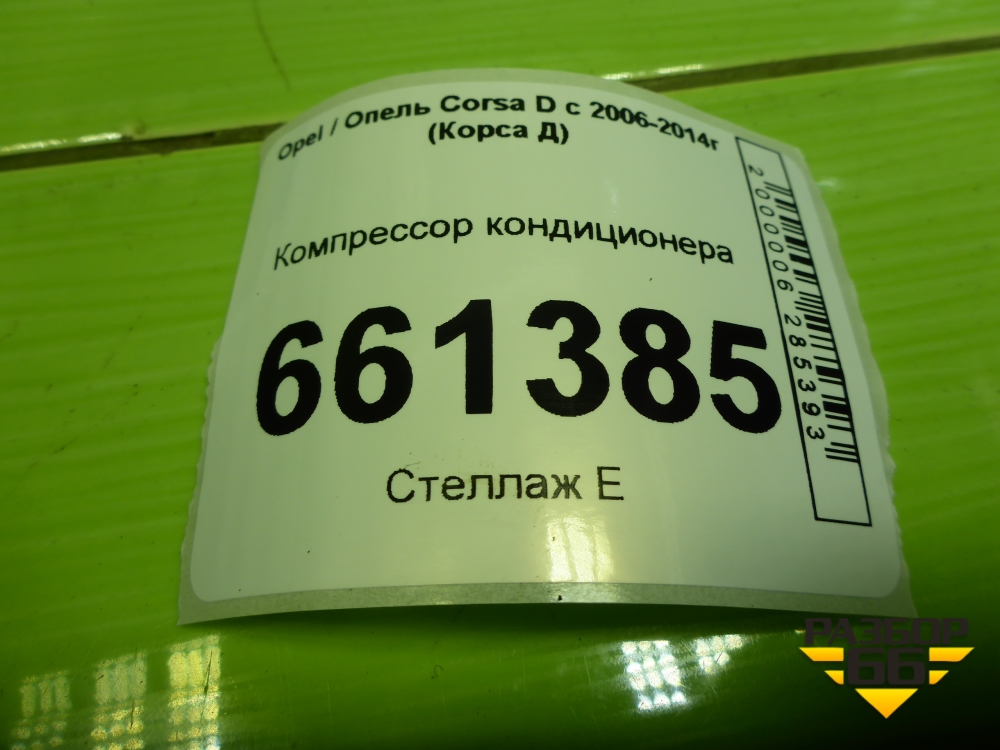 Opel / Опель Corsa D с 2006-2014г
(Корса Д)
Компрессор кондиционера
661385
Стеллаж Е
2000006285393
РАЗБОР
66